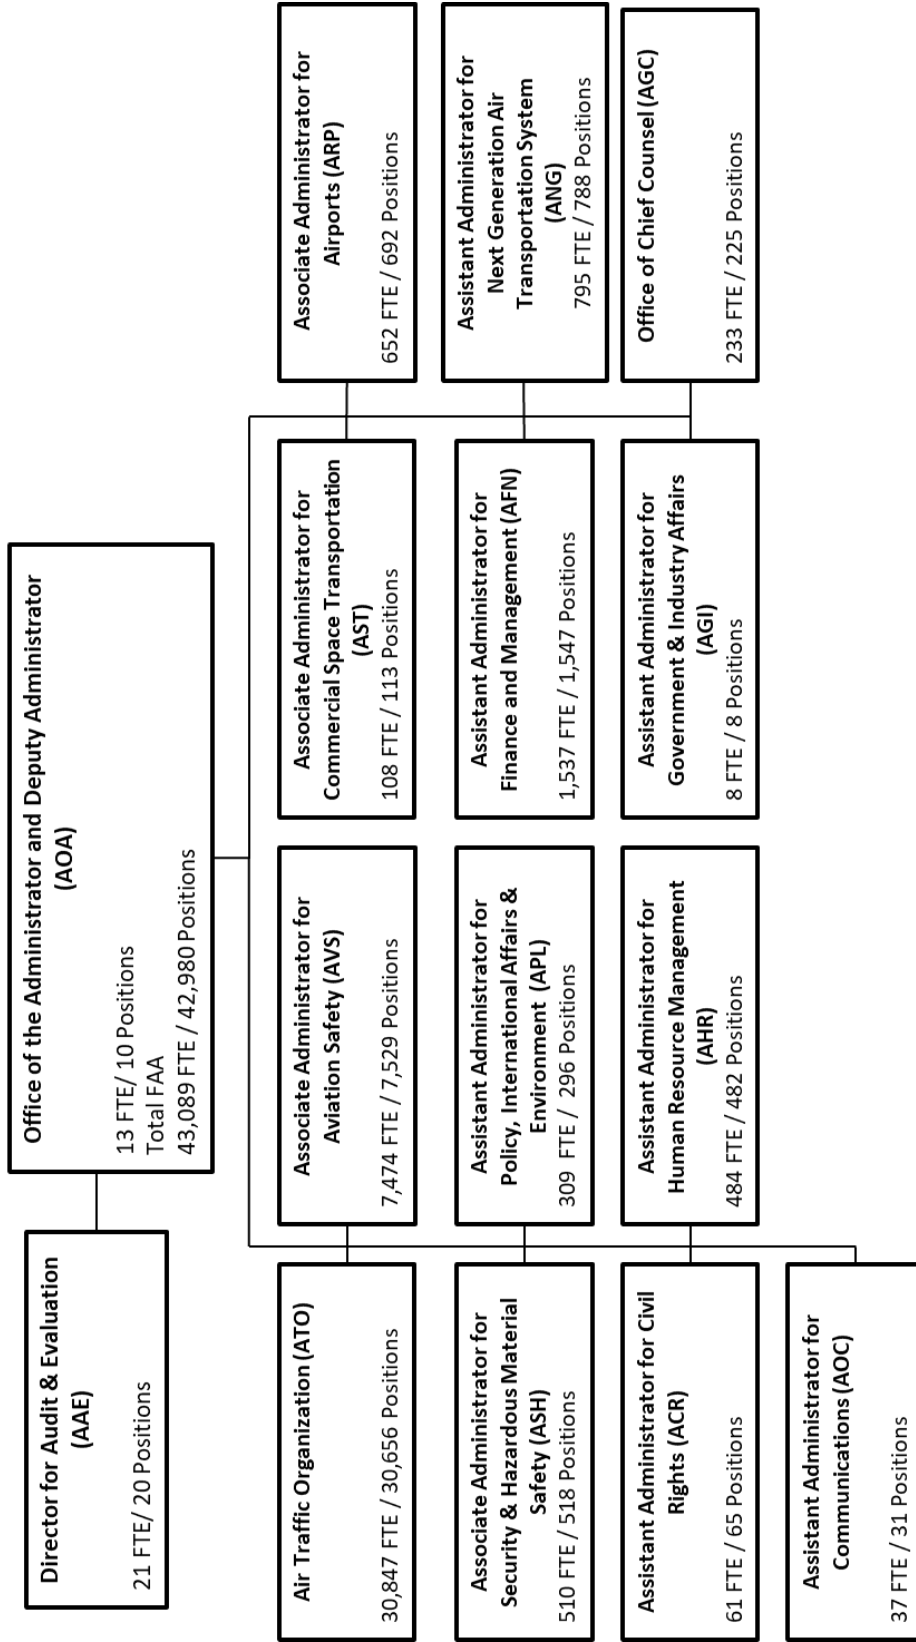 Office of the Administrator and Deputy Administrator
(AOA)
13 FTE/ 10 Positions
Total FAA
43,089 FTE / 42,980 Positions
Director for Audit & Evaluation
(AAE)
21 FTE/ 20 Positions
Air Traffic Organization (ATO)
30,847 FTE / 30,656 Positions
Associate Administrator for
Aviation Safety (AVS)
7,474 FTE / 7,529 Positions
Associate Administrator for
Commercial Space Transportation
(AST)
108 FTE / 113 Positions
Associate Administrator for
Airports (ARP)
652 FTE / 692 Positions
Associate Administrator for
Security & Hazardous Material
Safety (ASH)
510 FTE / 518 Positions
Assistant Administrator for
Policy, International Affairs &
Environment (APL)
309 FTE / 296 Positions
Assistant Administrator for
Finance and Management (AFN)
1,537 FTE / 1,547 Positions
Assistant Administrator for
Next Generation Air
Transportation System
(ANG)
795 FTE / 788 Positions
Assistant Administrator for Civil
Rights (ACR)
61 FTE / 65 Positions
Assistant Administrator for
Human Resource Management
(AHR)
484 FTE / 482 Positions
Assistant Administrator for
Government & Industry Affairs
(AGI)
8 FTE / 8 Positions
Office of Chief Counsel (AGC)
233 FTE / 225 Positions
Assistant Administrator for
Communications (AOC)
37 FTE / 31 Positions